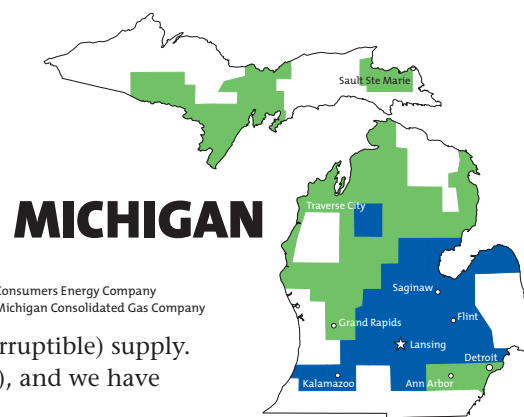 Sault Ste Marie
Traverse City
MICHIGAN
Consumers Energy Company
Michigan Consolidated Gas Company
Saginaw
Grand Rapids
Flint
Lansing
Detroit
Kalamazoo
Ann Arbor
supply.
), and we have